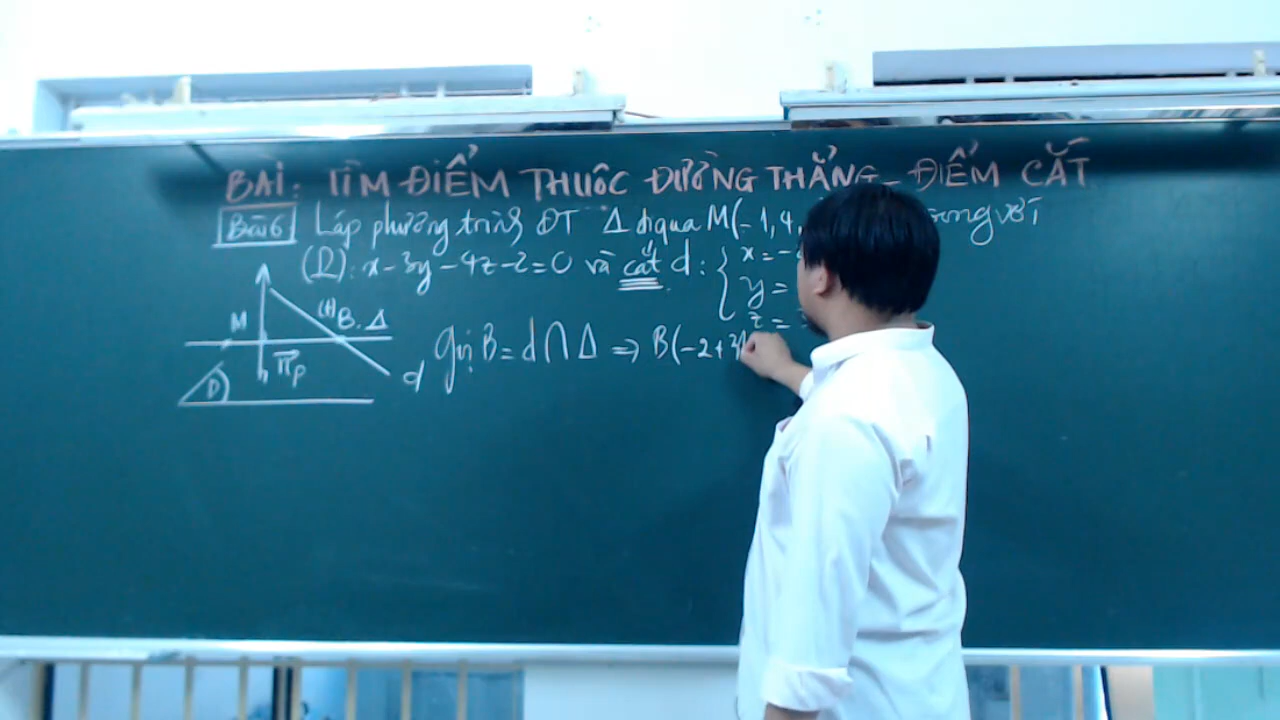 BÀI: TÌM ĐIỂM THUỘC ĐƯỜNG THẲNG – ĐIỂM CẮT
Bài 6 Lập phương trình ĐT Δ đi qua M(-1, 4,
(P): x - 3y - 4z - 2 = 0 và cắt d: { x = -
y =
z =
M
B. Δ
n⃗p
d
P
Gọi B = d ∩ Δ => B(-2+